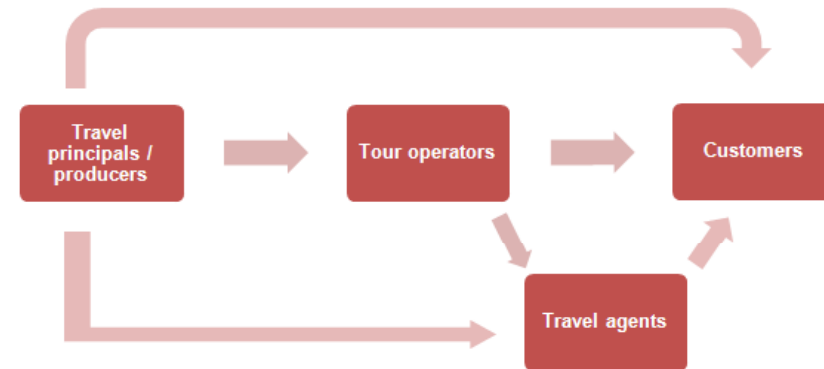 Travel
principals /
producers
Tour operators
Customers
Travel agents